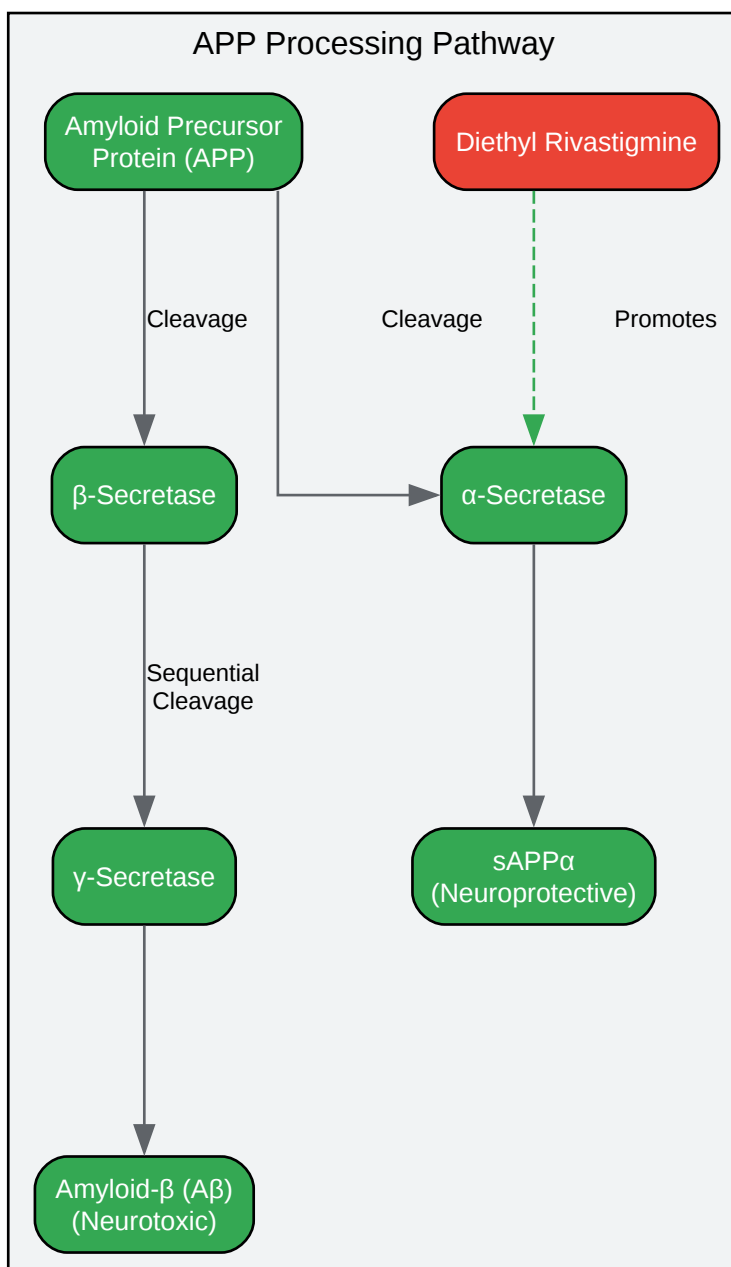 APP Processing Pathway
Amyloid Precursor
Protein (APP)
Diethyl Rivastigmine
Cleavage
Cleavage
Promotes
β-Secretase
α-Secretase
Sequential
Cleavage
γ-Secretase
sAPPα
(Neuroprotective)
Amyloid-β (Aβ)
(Neurotoxic)